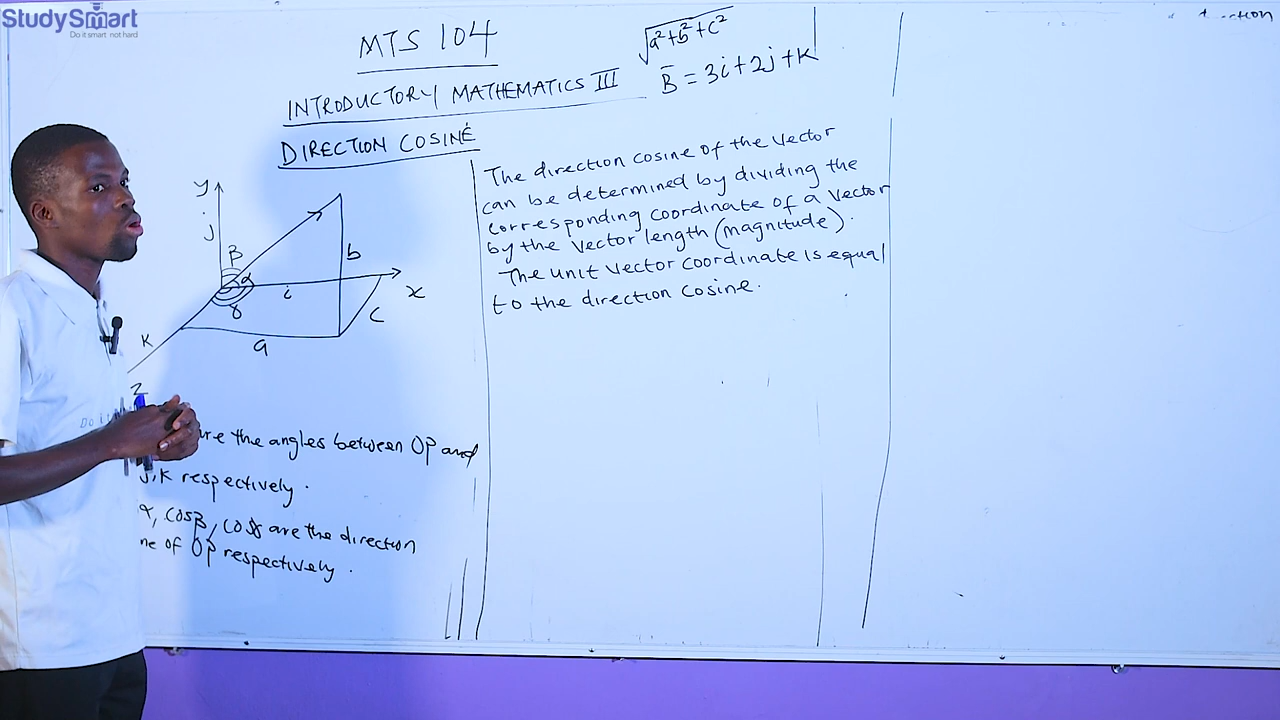 StudySmart
Do it smart not hard
MTS 104
√a²+b²+c²
B̄ = 3i+2j+k
INTRODUCTORY MATHEMATICS III
DIRECTION COSINE
y
j
B
α
γ
i
x
b
c
a
K
Z
are the angles between OP and
j,K respectively.
α, cosβ, cosγ are the direction
ne of OP respectively.
The direction cosine of the vector
can be determined by dividing the
corresponding coordinate of a vector
by the vector length (magnitude).
The unit vector coordinate is equal
to the direction cosine.